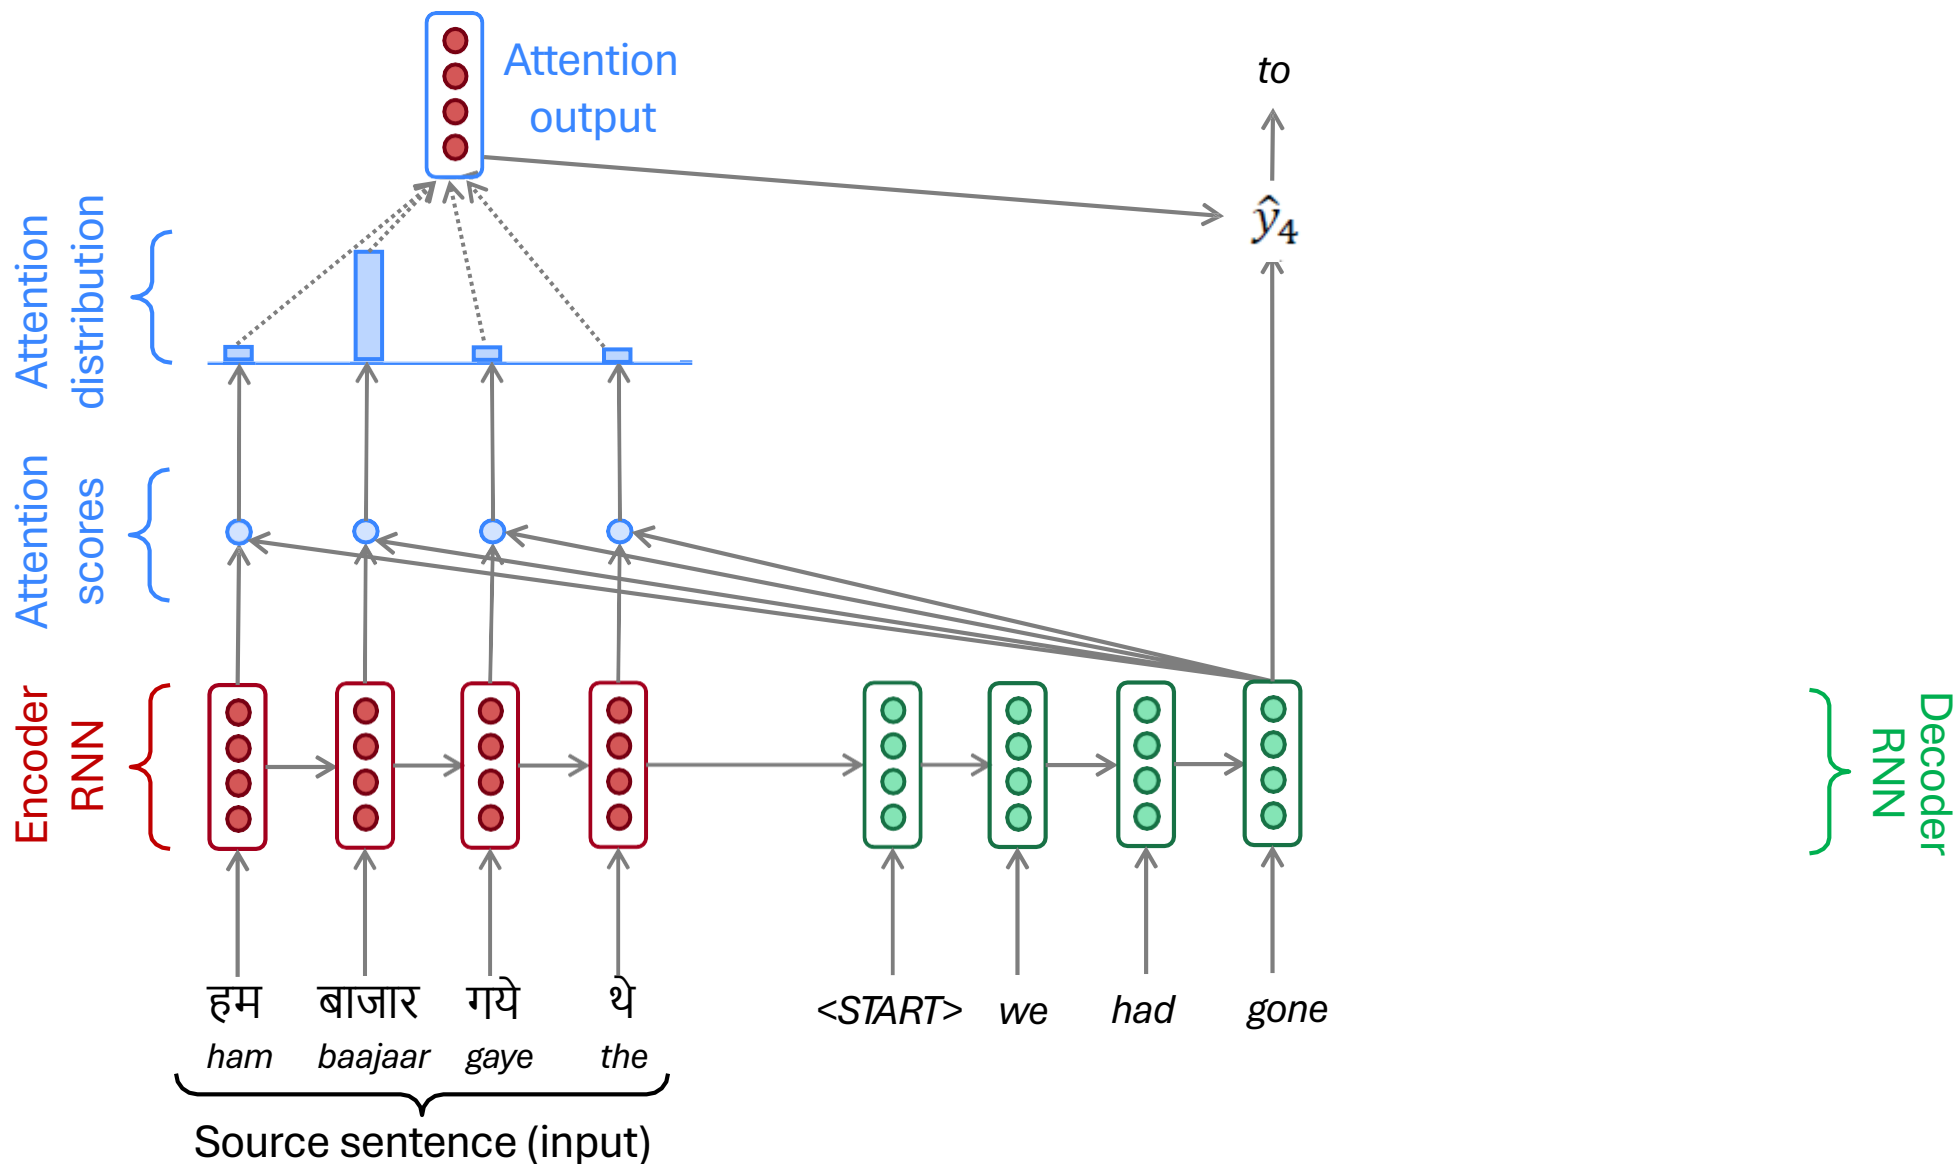 Attention
output
to
ŷ₄
Attention
distribution
Attention
scores
Encoder
RNN
Decoder
RNN
हम बाजार गये थे <START> we had gone
ham baajaar gaye the
Source sentence (input)